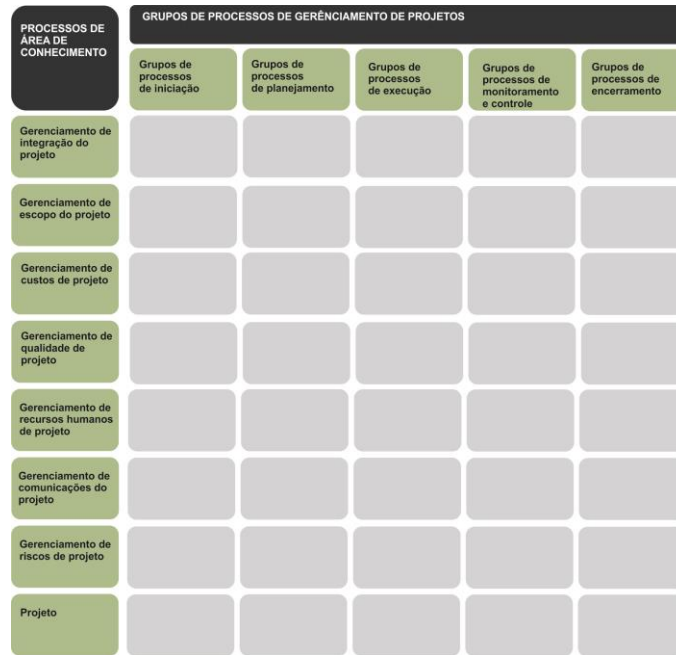 PROCESSOS DE
ÁREA DE
CONHECIMENTO
GRUPOS DE PROCESSOS DE GERÊNCIAMENTO DE PROJETOS
Grupos de
processos
de iniciação
Grupos de
processos
de planejamento
Grupos de
processos
de execução
Grupos de
processos de
monitoramento
e controle
Grupos de
processos de
encerramento
Gerenciamento de
integração do
projeto
Gerenciamento de
escopo do projeto
Gerenciamento de
custos de projeto
Gerenciamento de
qualidade de
projeto
Gerenciamento de
recursos humanos
de projeto
Gerenciamento de
comunicações do
projeto
Gerenciamento de
riscos de projeto
Projeto